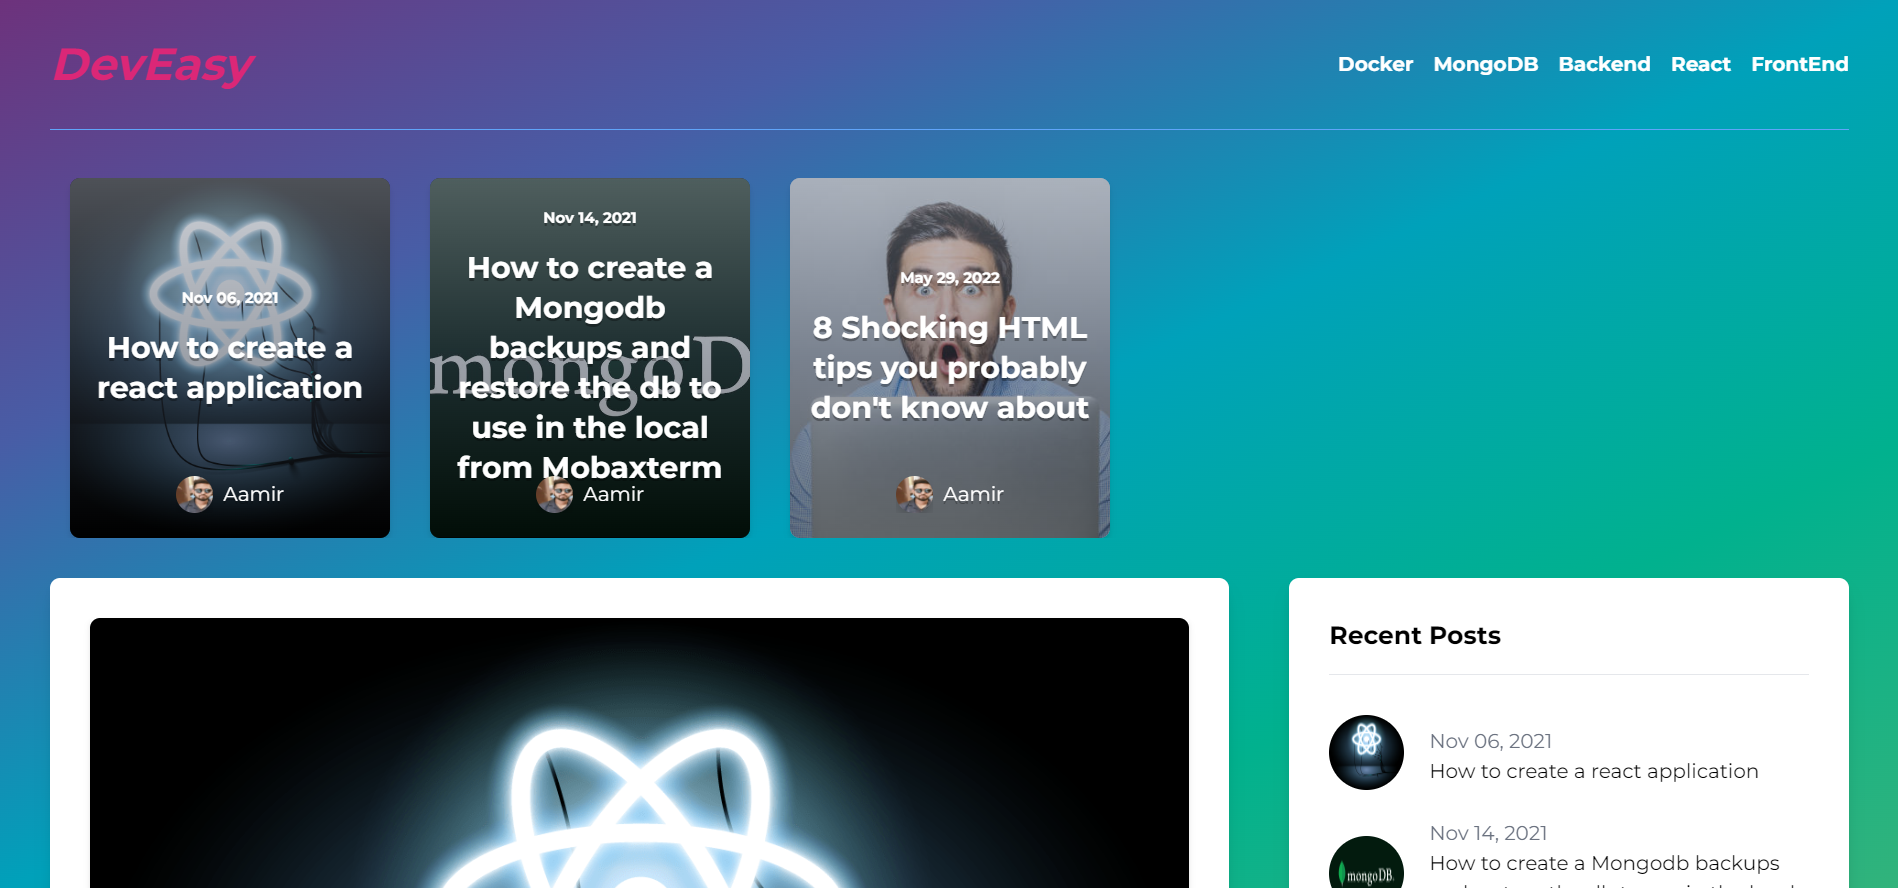 DevEasy
Docker MongoDB Backend React FrontEnd
Nov 06, 2021
How to create a
react application
Aamir
Nov 14, 2021
How to create a
Mongodb
backups and
restore the db to
use in the local
from Mobaxterm
mongoD
Aamir
May 29, 2022
8 Shocking HTML
tips you probably
don't know about
Aamir
Recent Posts
Nov 06, 2021
How to create a react application
Nov 14, 2021
How to create a Mongodb backups
mongoDB.